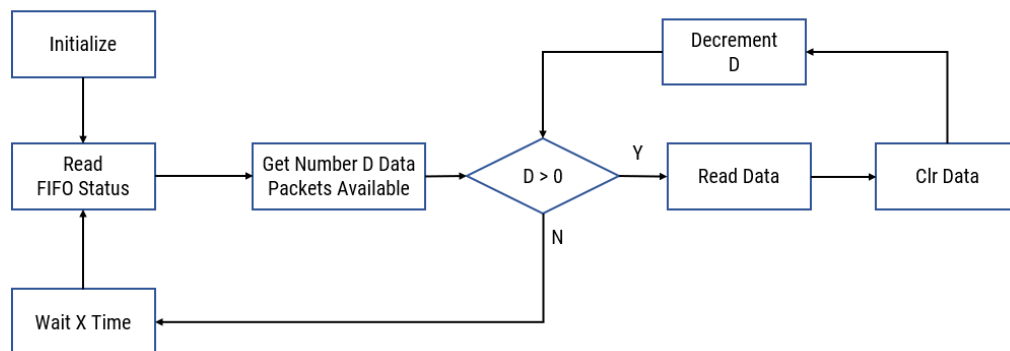 Initialize
Decrement
D
Read
FIFO Status
Get Number D Data
Packets Available
D > 0
Y
Read Data
Clr Data
N
Wait X Time